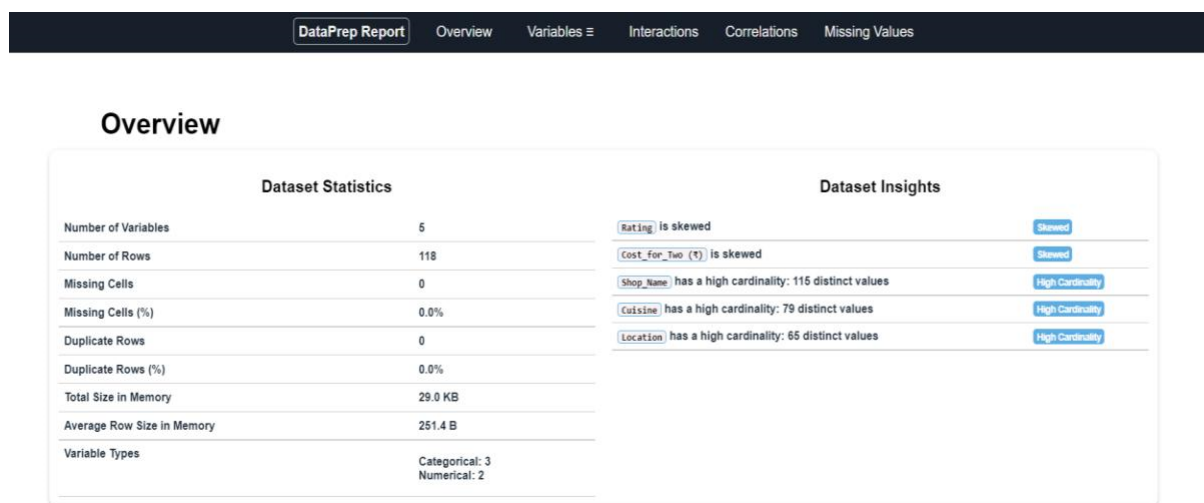 DataPrep Report Overview Variables ≡ Interactions Correlations Missing Values
Overview
Dataset Statistics
Number of Variables 5
Number of Rows 118
Missing Cells 0
Missing Cells (%) 0.0%
Duplicate Rows 0
Duplicate Rows (%) 0.0%
Total Size in Memory 29.0 KB
Average Row Size in Memory 251.4 B
Variable Types Categorical: 3
Numerical: 2
Dataset Insights
Rating is skewed Skewed
Cost_for_Two (₹) is skewed Skewed
Shop_Name has a high cardinality: 115 distinct values High Cardinality
Cuisine has a high cardinality: 79 distinct values High Cardinality
Location has a high cardinality: 65 distinct values High Cardinality